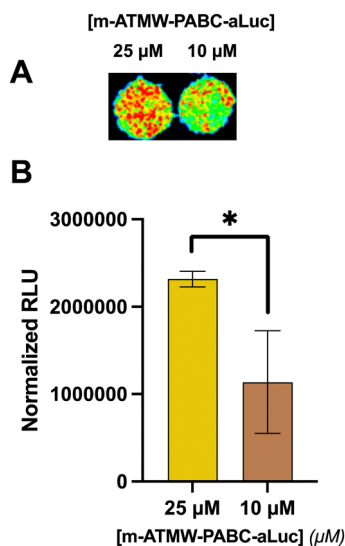 [m-ATMW-PABC-aLuc]
25 µM 10 µM
A
B
3000000
2000000
1000000
0
Normalized RLU
*
25 µM 10 µM
[m-ATMW-PABC-aLuc] (µM)